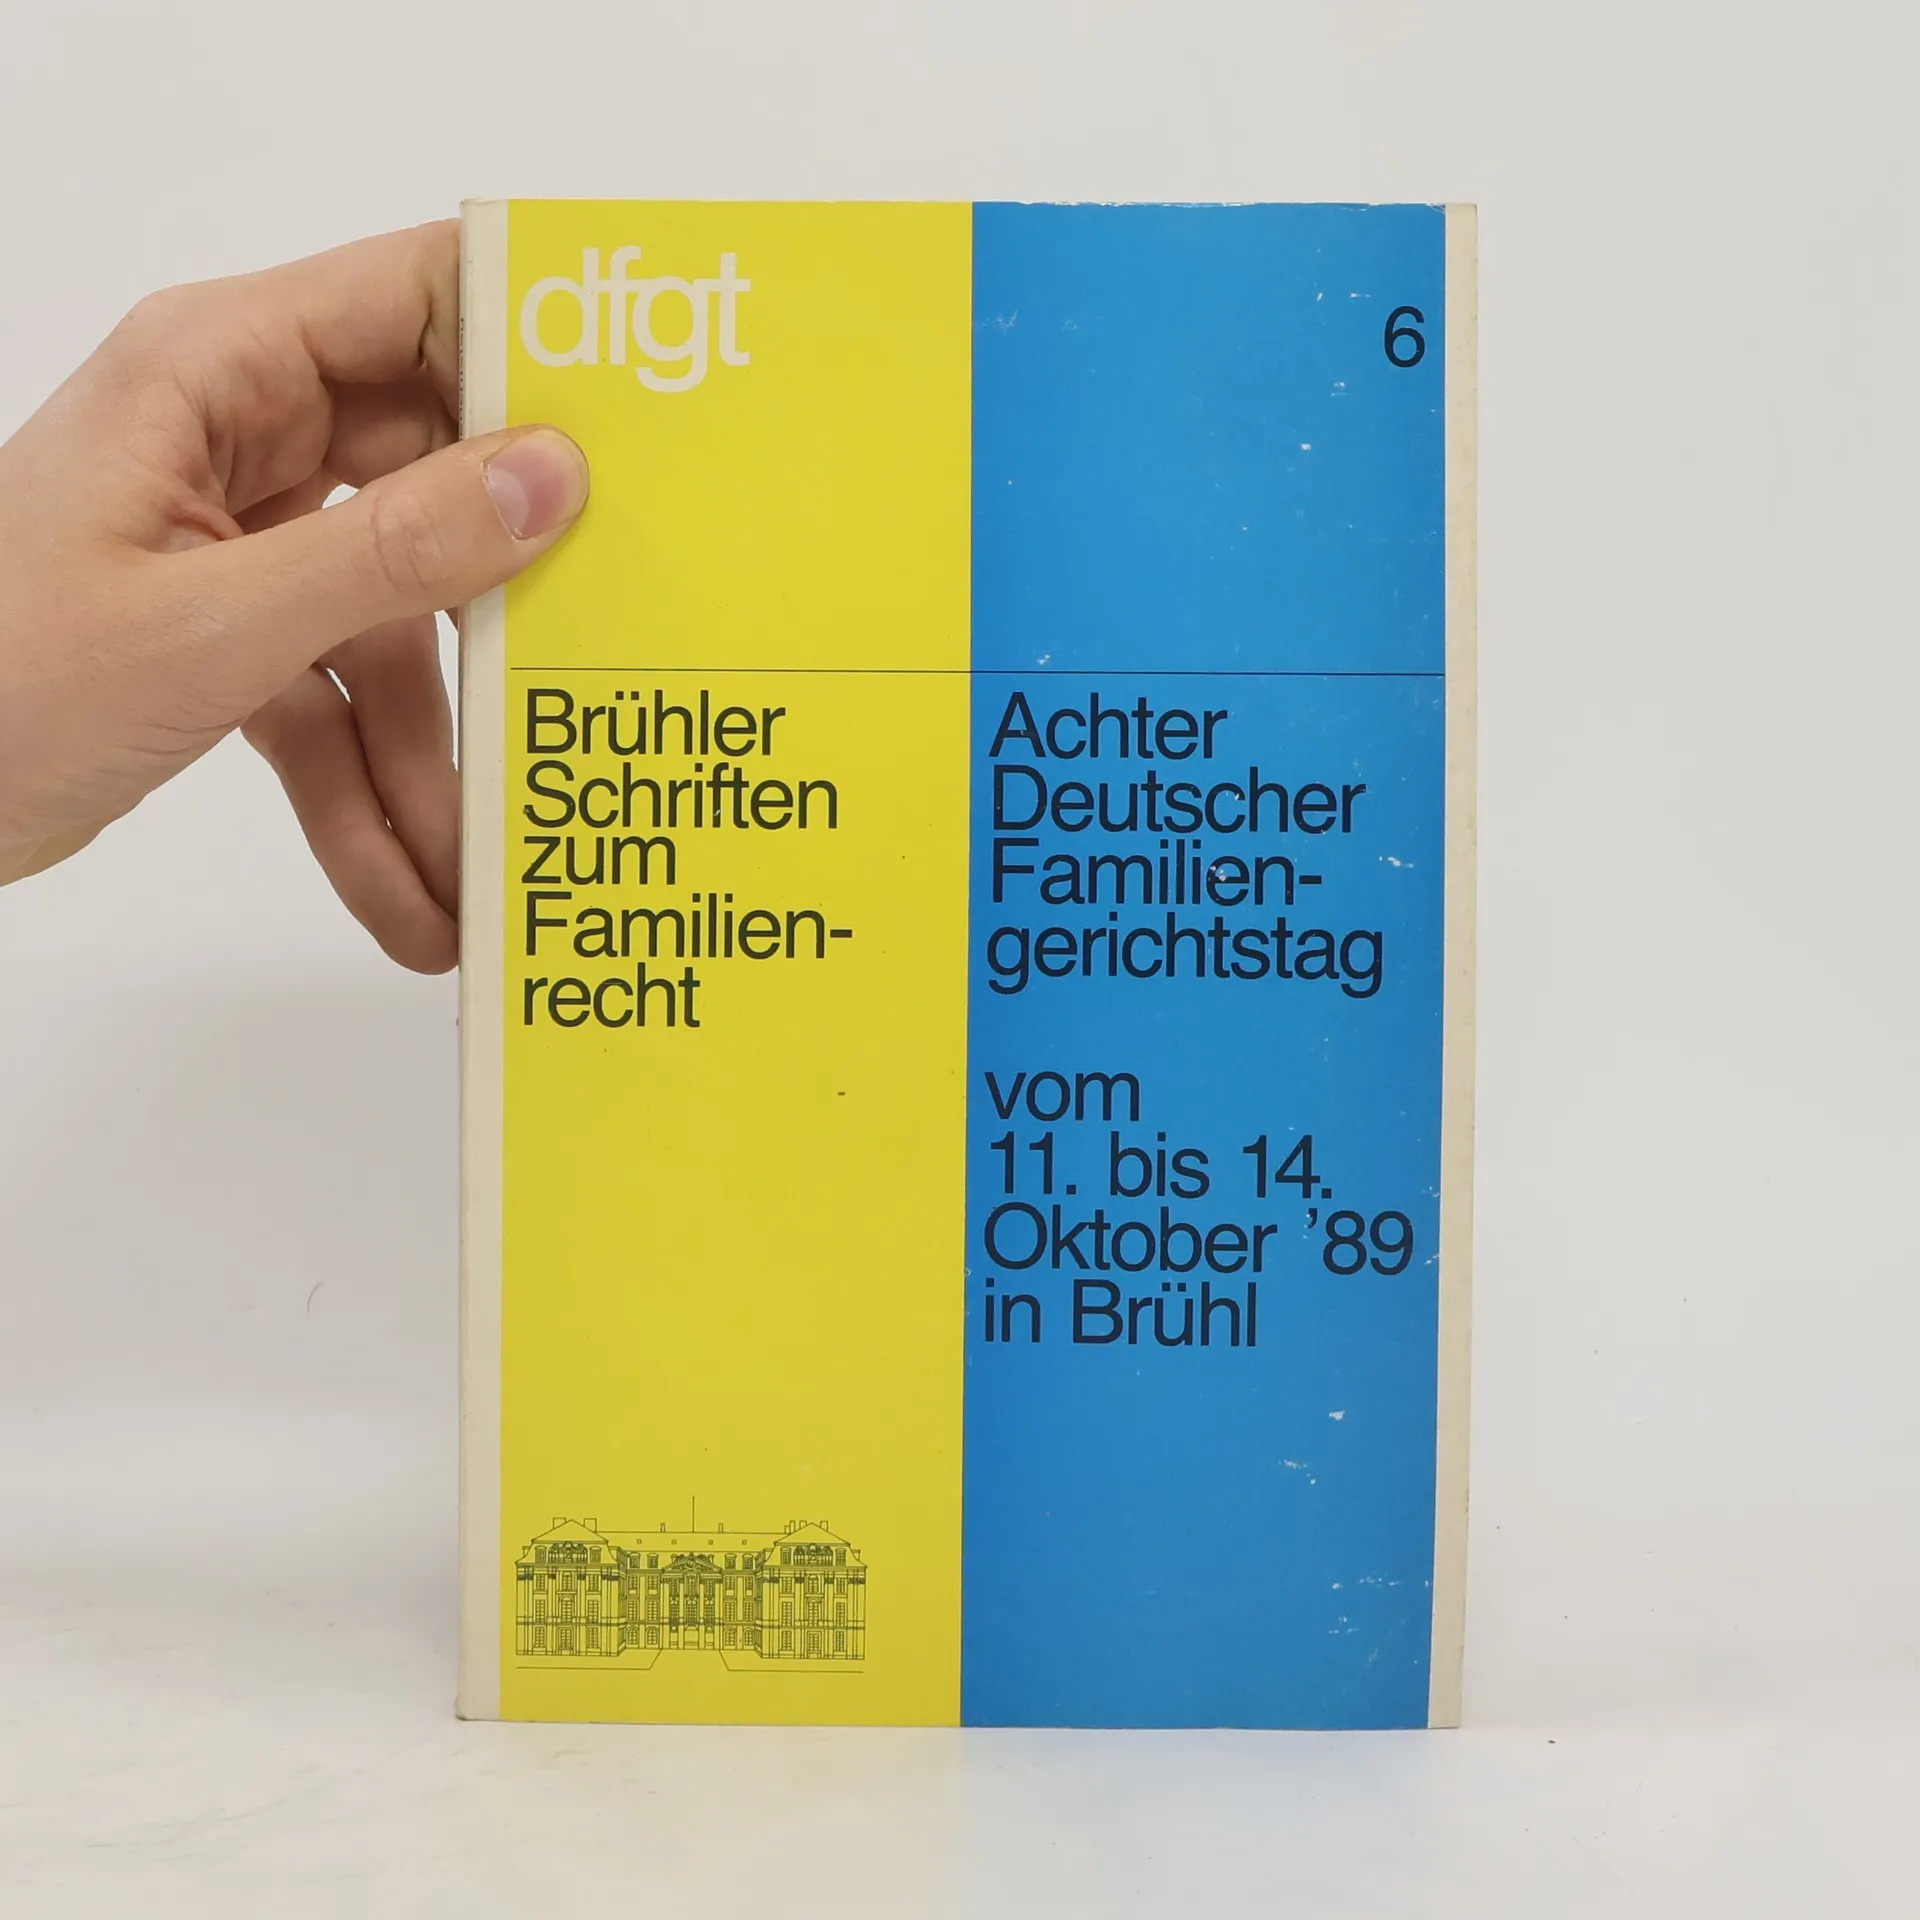 dfgt
6
Brühler
Schriften
zum
Familien-
recht
Achter
Deutscher
Familien-
gerichtstag
vom
11. bis 14.
Oktober '89
in Brühl